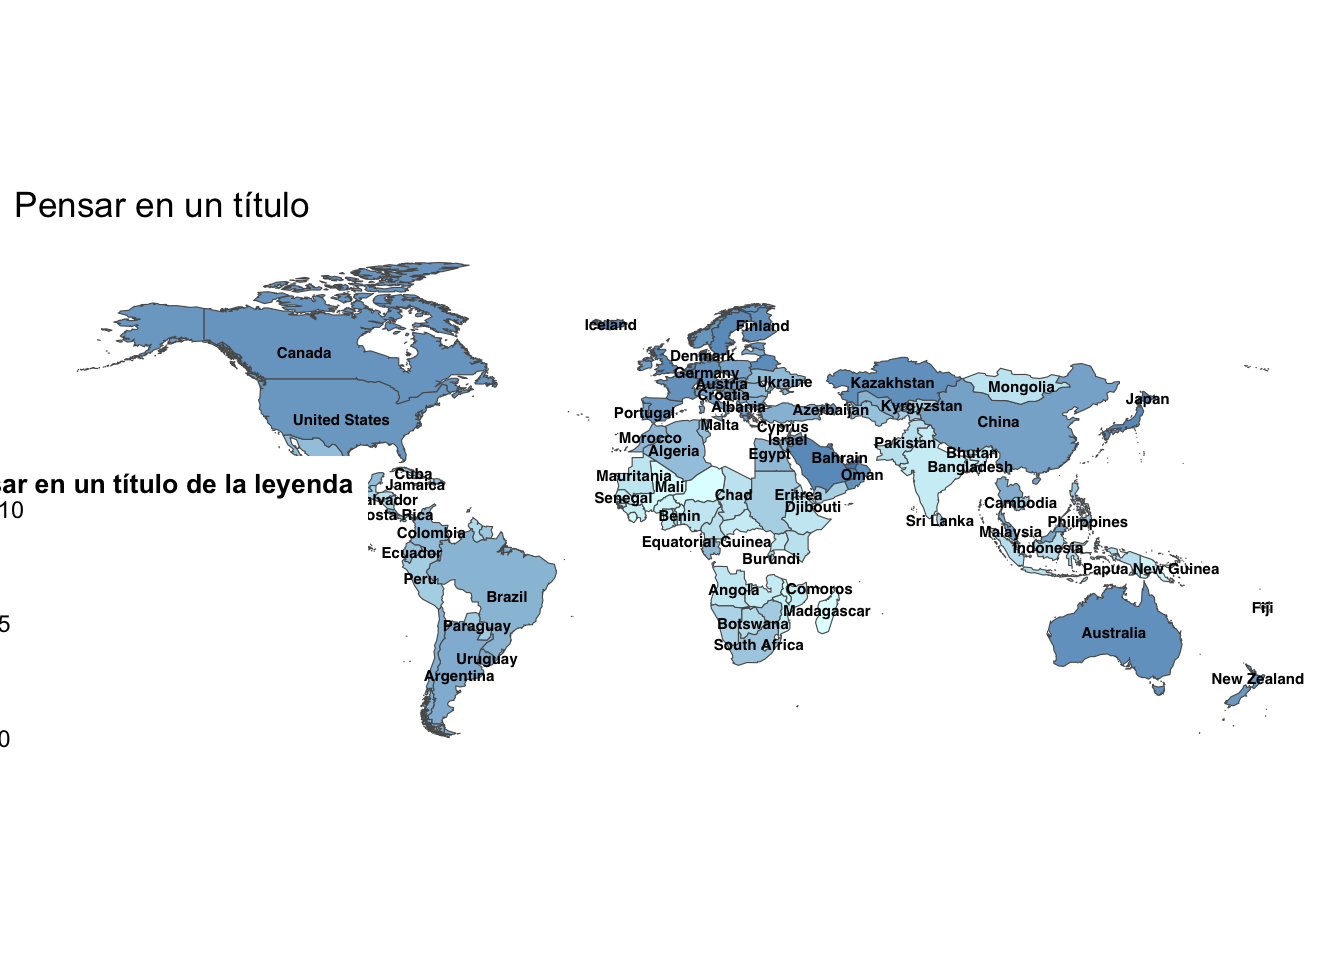 Pensar en un título
Iceland
Finland
Denmark
Canada
Germany
Austria
Ukraine
Kazakhstan
Mongolia
Croatia
Japan
Albania
Azerbaijan
Kyrgyzstan
Portugal
United States
Malta
Cyprus
China
Morocco
Israel
Pakistan
Algeria
Egypt
Bhutan
Bahrain
Bangladesh
Cuba
Mauritania
Oman
sar en un título de la leyenda
Jamaica
Mali
Senegal
Chad
Eritrea
alvador
Cambodia
Djibouti
10
osta Rica
Benin
Sri Lanka
Philippines
Colombia
Malaysia
Equatorial Guinea
Indonesia
Ecuador
Burundi
Papua New Guinea
Peru
Angola
Comoros
Brazil
Fiji
Madagascar
5
Paraguay
Botswana
Australia
South Africa
Uruguay
Argentina
New Zealand
0